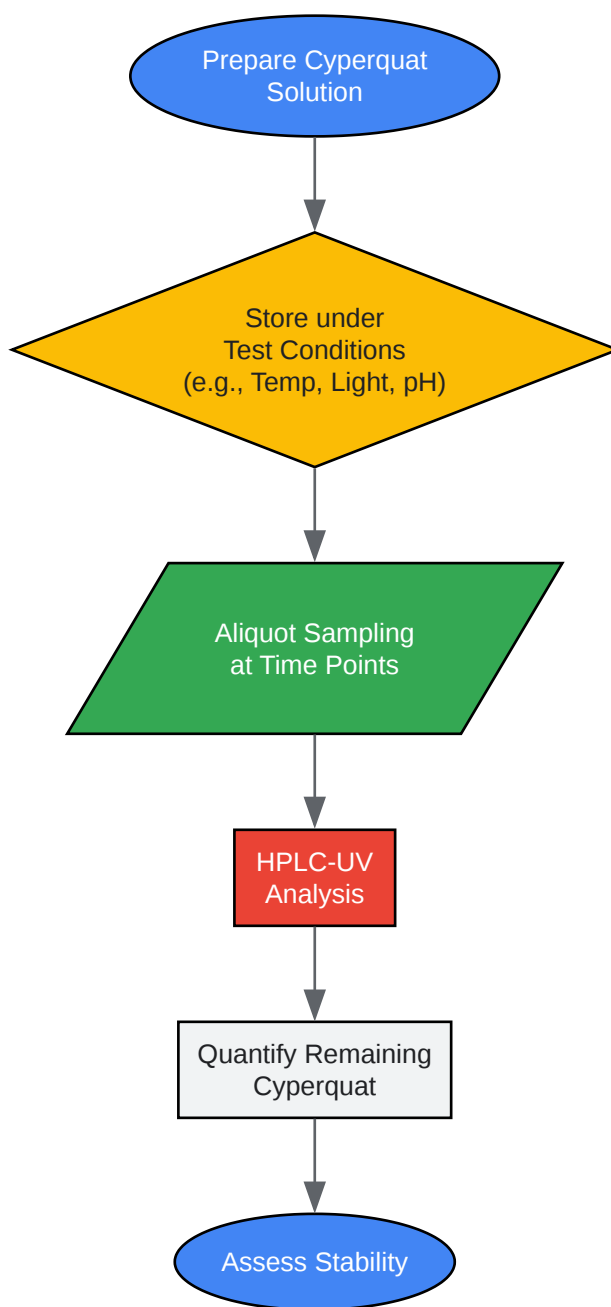 Prepare Cyperquat
Solution
Store under
Test Conditions
(e.g., Temp, Light, pH)
Aliquot Sampling
at Time Points
HPLC-UV
Analysis
Quantify Remaining
Cyperquat
Assess Stability